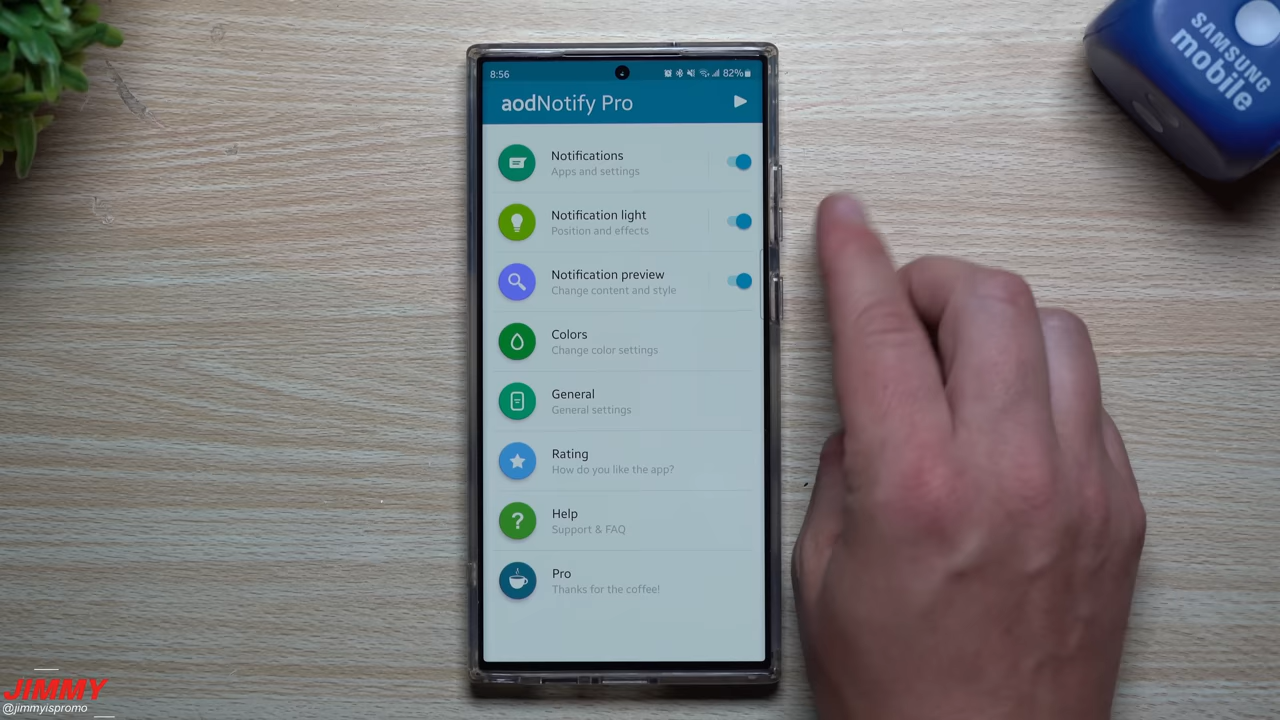 8:56
82%
aodNotify Pro
Notifications
Apps and settings
Notification light
Position and effects
Notification preview
Change content and style
Colors
Change color settings
General
General settings
Rating
How do you like the app?
?
Help
Support & FAQ
Pro
Thanks for the coffee!
SAMSUNG
mobile
JIMMY
@jimmyispromo